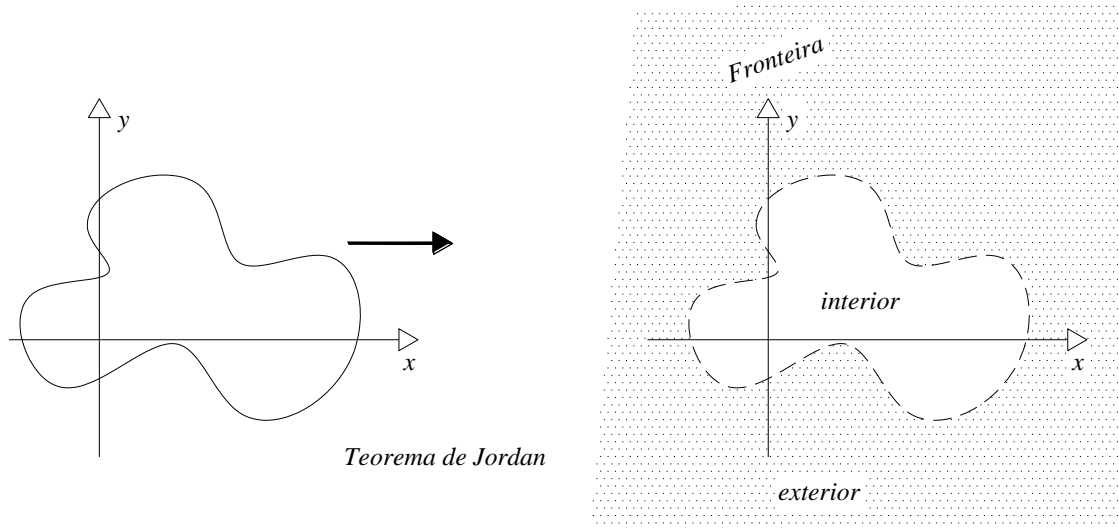 y
x
Teorema de Jordan
Fronteira
y
interior
x
exterior